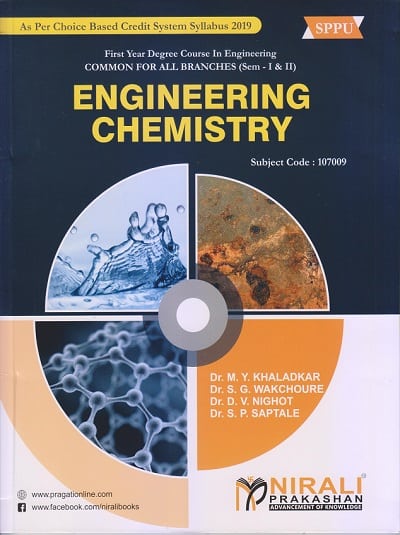 As Per Choice Based Credit System Syllabus 2019
SPPU
First Year Degree Course In Engineering
COMMON FOR ALL BRANCHES (Sem - I & II)
ENGINEERING
CHEMISTRY
Subject Code : 107009
Dr. M. Y. KHALADKAR
Dr. S. G. WAKCHOURE
Dr. D. V. NIGHOT
Dr. S. P. SAPTALE
www.pragationline.com
www.facebook.com/niralibooks
NIRALI®
PRAKASHAN
ADVANCEMENT OF KNOWLEDGE